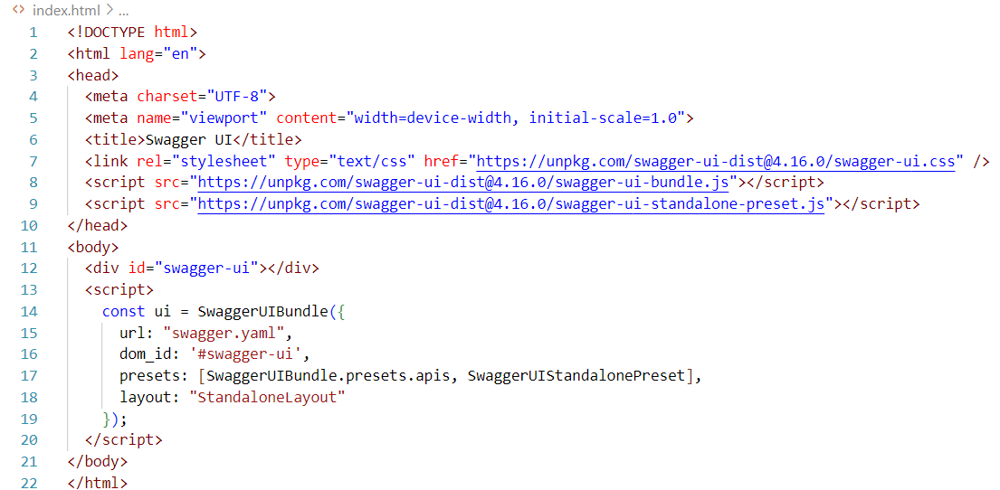 <> index.html > ...
1 <!DOCTYPE html>
2 <html lang="en">
3 <head>
4   <meta charset="UTF-8">
5   <meta name="viewport" content="width=device-width, initial-scale=1.0">
6   <title>Swagger UI</title>
7   <link rel="stylesheet" type="text/css" href="https://unpkg.com/swagger-ui-dist@4.16.0/swagger-ui.css" />
8   <script src="https://unpkg.com/swagger-ui-dist@4.16.0/swagger-ui-bundle.js"></script>
9   <script src="https://unpkg.com/swagger-ui-dist@4.16.0/swagger-ui-standalone-preset.js"></script>
10 </head>
11 <body>
12   <div id="swagger-ui"></div>
13   <script>
14     const ui = SwaggerUIBundle({
15       url: "swagger.yaml",
16       dom_id: '#swagger-ui',
17       presets: [SwaggerUIBundle.presets.apis, SwaggerUIStandalonePreset],
18       layout: "StandaloneLayout"
19     });
20   </script>
21 </body>
22 </html>